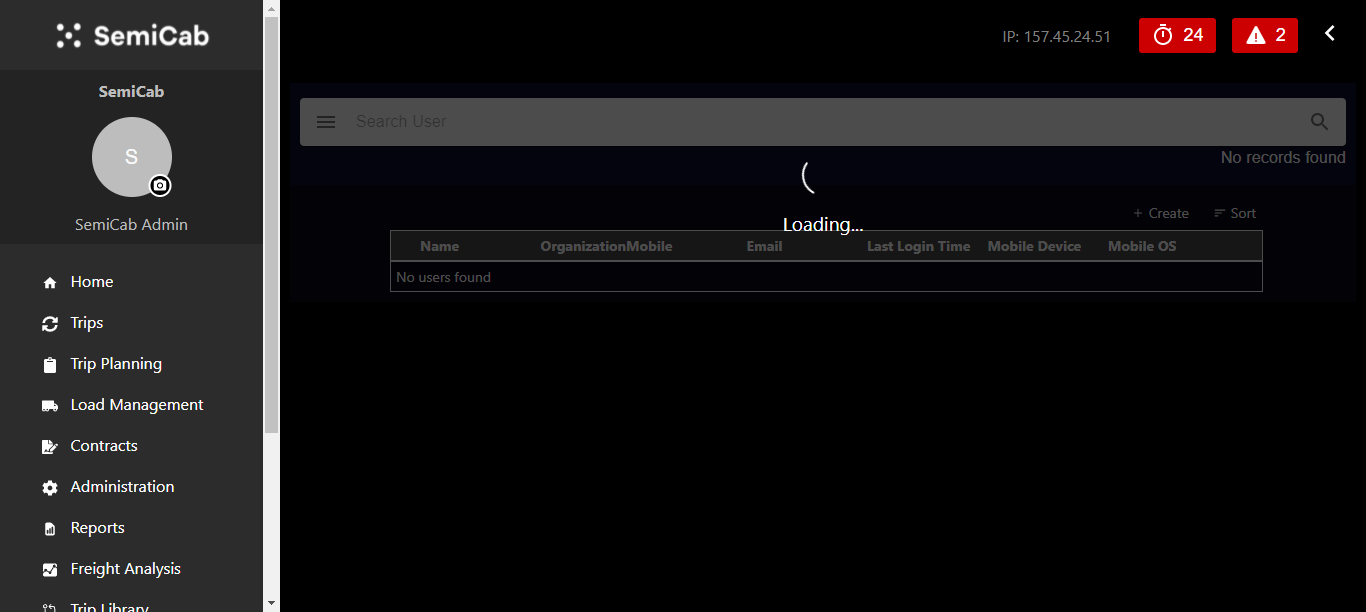 SemiCab
SemiCab
S
SemiCab Admin
Home
Trips
Trip Planning
Load Management
Contracts
Administration
Reports
Freight Analysis
Trip Library
IP: 157.45.24.51
24
2
Search User
No records found
Loading...
+ Create Sort
Name OrganizationMobile Email Last Login Time Mobile Device Mobile OS
No users found